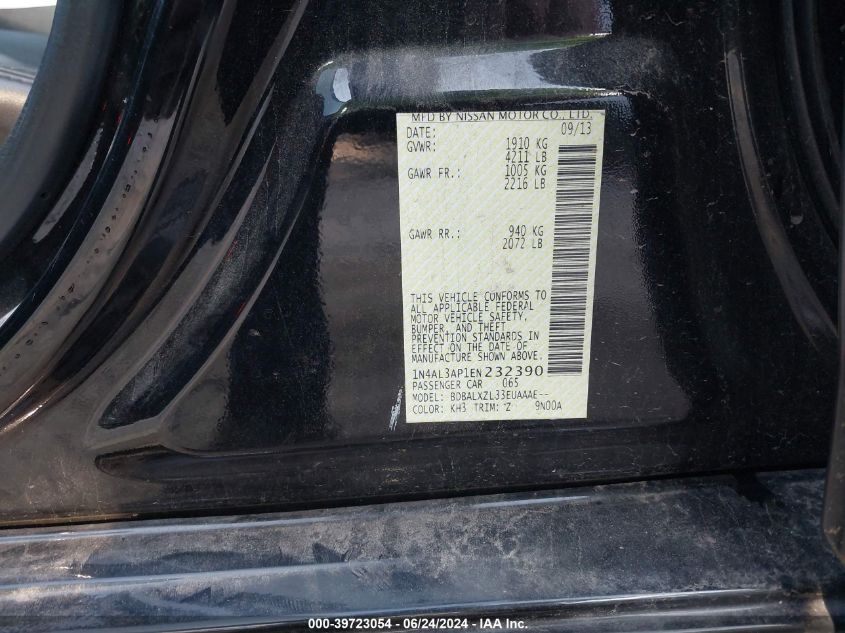 MFD BY NISSAN MOTOR CO., LTD.
DATE: 09/13
GVWR: 1910 KG
4211 LB
GAWR FR.: 1005 KG
2216 LB
GAWR RR.: 940 KG
2072 LB
THIS VEHICLE CONFORMS TO
ALL APPLICABLE FEDERAL
MOTOR VEHICLE SAFETY,
BUMPER, AND THEFT
PREVENTION STANDARDS IN
EFFECT ON THE DATE OF
MANUFACTURE SHOWN ABOVE.
1N4AL3AP1EN232390
PASSENGER CAR 065
MODEL: BDBALXZL33EUAAAE--
COLOR: KH3 TRIM: Z 9N00A
000-39723054 - 06/24/2024 - IAA Inc.